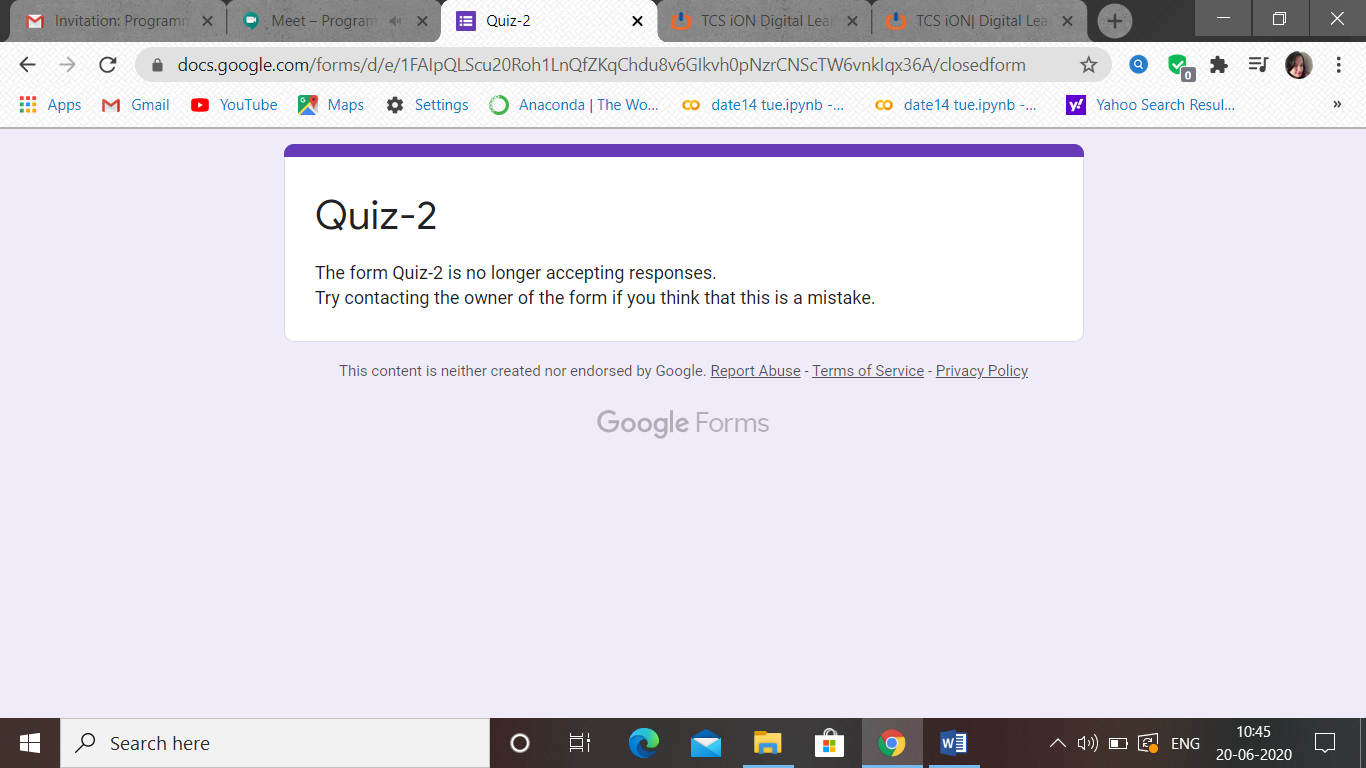 Invitation: Programm
Meet – Program
Quiz-2
TCS iON Digital Lea
TCS iON| Digital Lea
docs.google.com/forms/d/e/1FAIpQLScu20Roh1LnQfZKqChdu8v6GIkvh0pNzrCNScTW6vnkIqx36A/closedform
0
Apps
Gmail
YouTube
Maps
Settings
Anaconda | The Wo...
date14 tue.ipynb -...
date14 tue.ipynb -...
Yahoo Search Resul...
»
Quiz-2
The form Quiz-2 is no longer accepting responses.
Try contacting the owner of the form if you think that this is a mistake.
This content is neither created nor endorsed by Google. Report Abuse - Terms of Service - Privacy Policy
Google Forms
Search here
ENG
10:45
20-06-2020